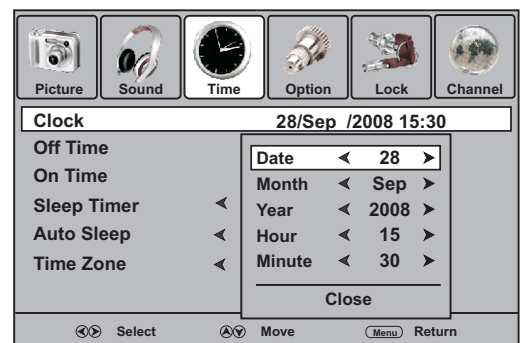 Picture Sound Time Option Lock Channel
Clock 28/Sep /2008 15:30
Off Time
On Time
Sleep Timer
Auto Sleep
Time Zone
Date 28
Month Sep
Year 2008
Hour 15
Minute 30
Close
Select Move Menu Return